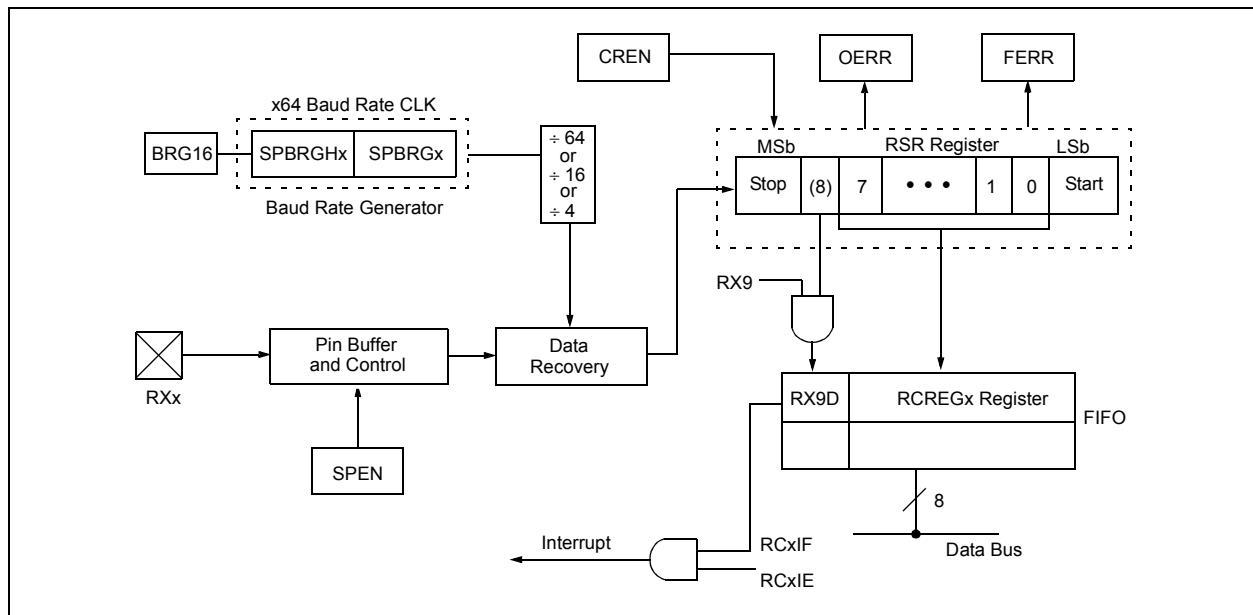 CREN
OERR
FERR
x64 Baud Rate CLK
BRG16
SPBRGHx
SPBRGx
÷ 64
or
÷ 16
or
÷ 4
Baud Rate Generator
MSb
RSR Register
LSb
Stop
(8)
7
• • •
1
0
Start
RX9
RXx
Pin Buffer
and Control
Data
Recovery
SPEN
RX9D
RCREGx Register
FIFO
8
Data Bus
Interrupt
RCxIF
RCxIE